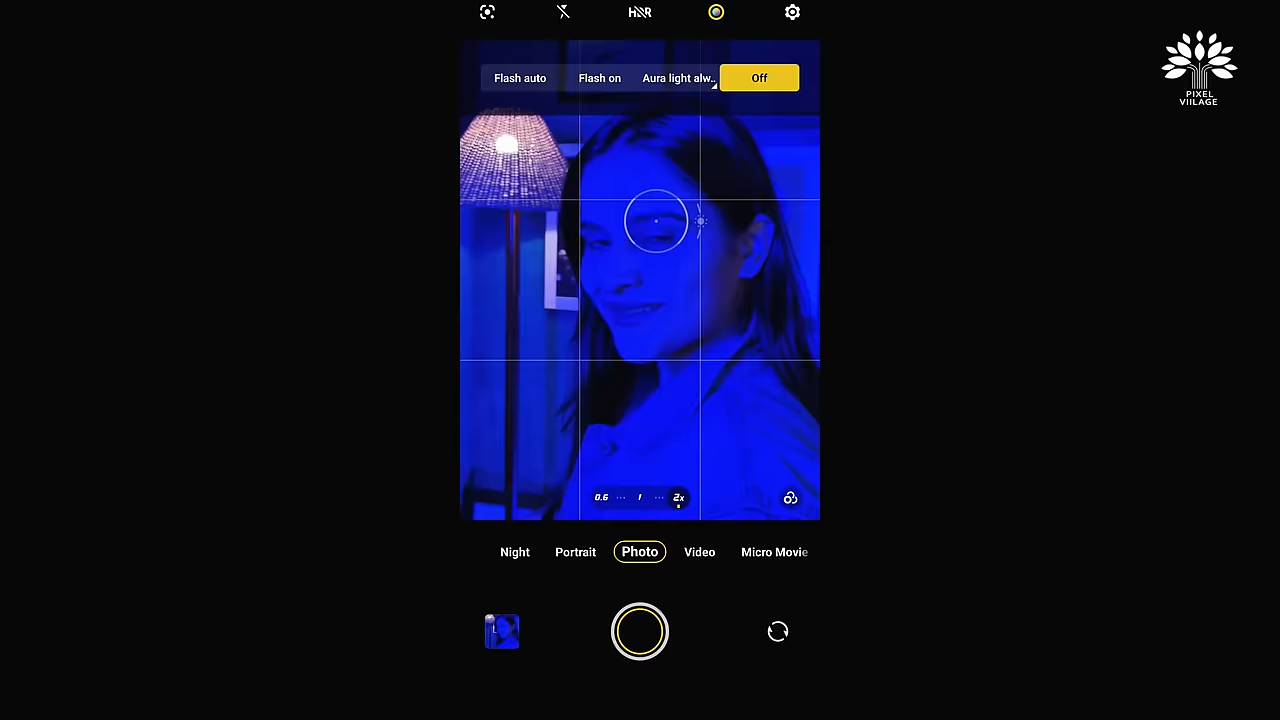 HDR
Flash auto
Flash on
Aura light alw..
Off
0.6
1
2x
Night
Portrait
Photo
Video
Micro Movie
PIXEL
VIILAGE